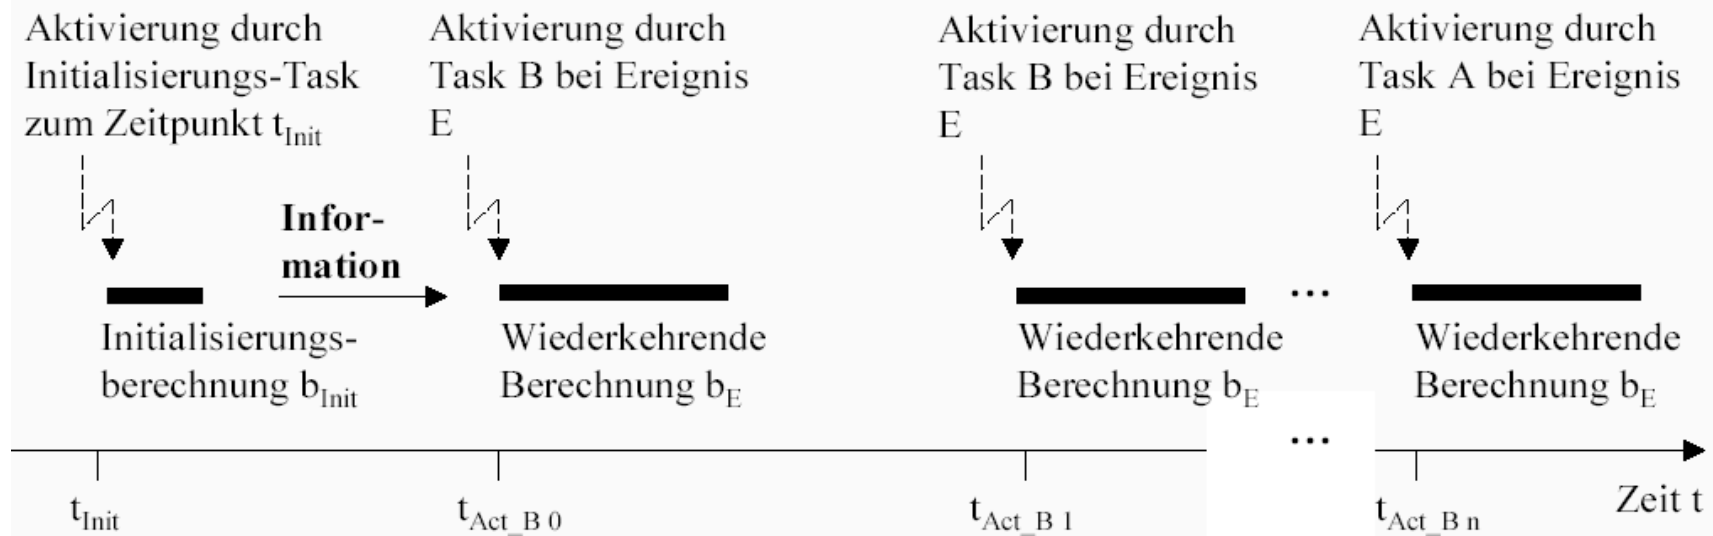 Aktivierung durch
Initialisierungs-Task
zum Zeitpunkt tInit
Aktivierung durch
Task B bei Ereignis
E
Aktivierung durch
Task B bei Ereignis
E
Aktivierung durch
Task A bei Ereignis
E
Infor-
mation
...
Initialisierungs-
berechnung bInit
Wiederkehrende
Berechnung bE
Wiederkehrende
Berechnung bE
Wiederkehrende
Berechnung bE
...
tInit
tAct_B 0
tAct_B 1
tAct_B n
Zeit t